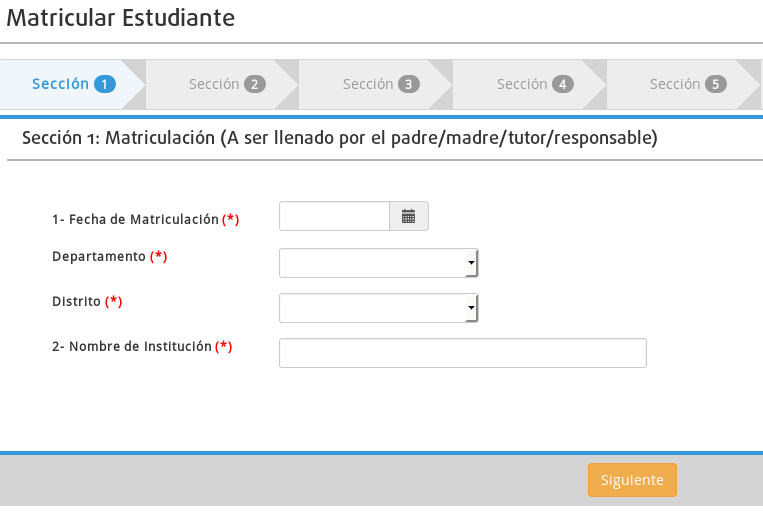 Matricular Estudiante
Sección 1 Sección 2 Sección 3 Sección 4 Sección 5
Sección 1: Matriculación (A ser llenado por el padre/madre/tutor/responsable)
1- Fecha de Matriculación (*)
Departamento (*)
Distrito (*)
2- Nombre de Institución (*)
Siguiente